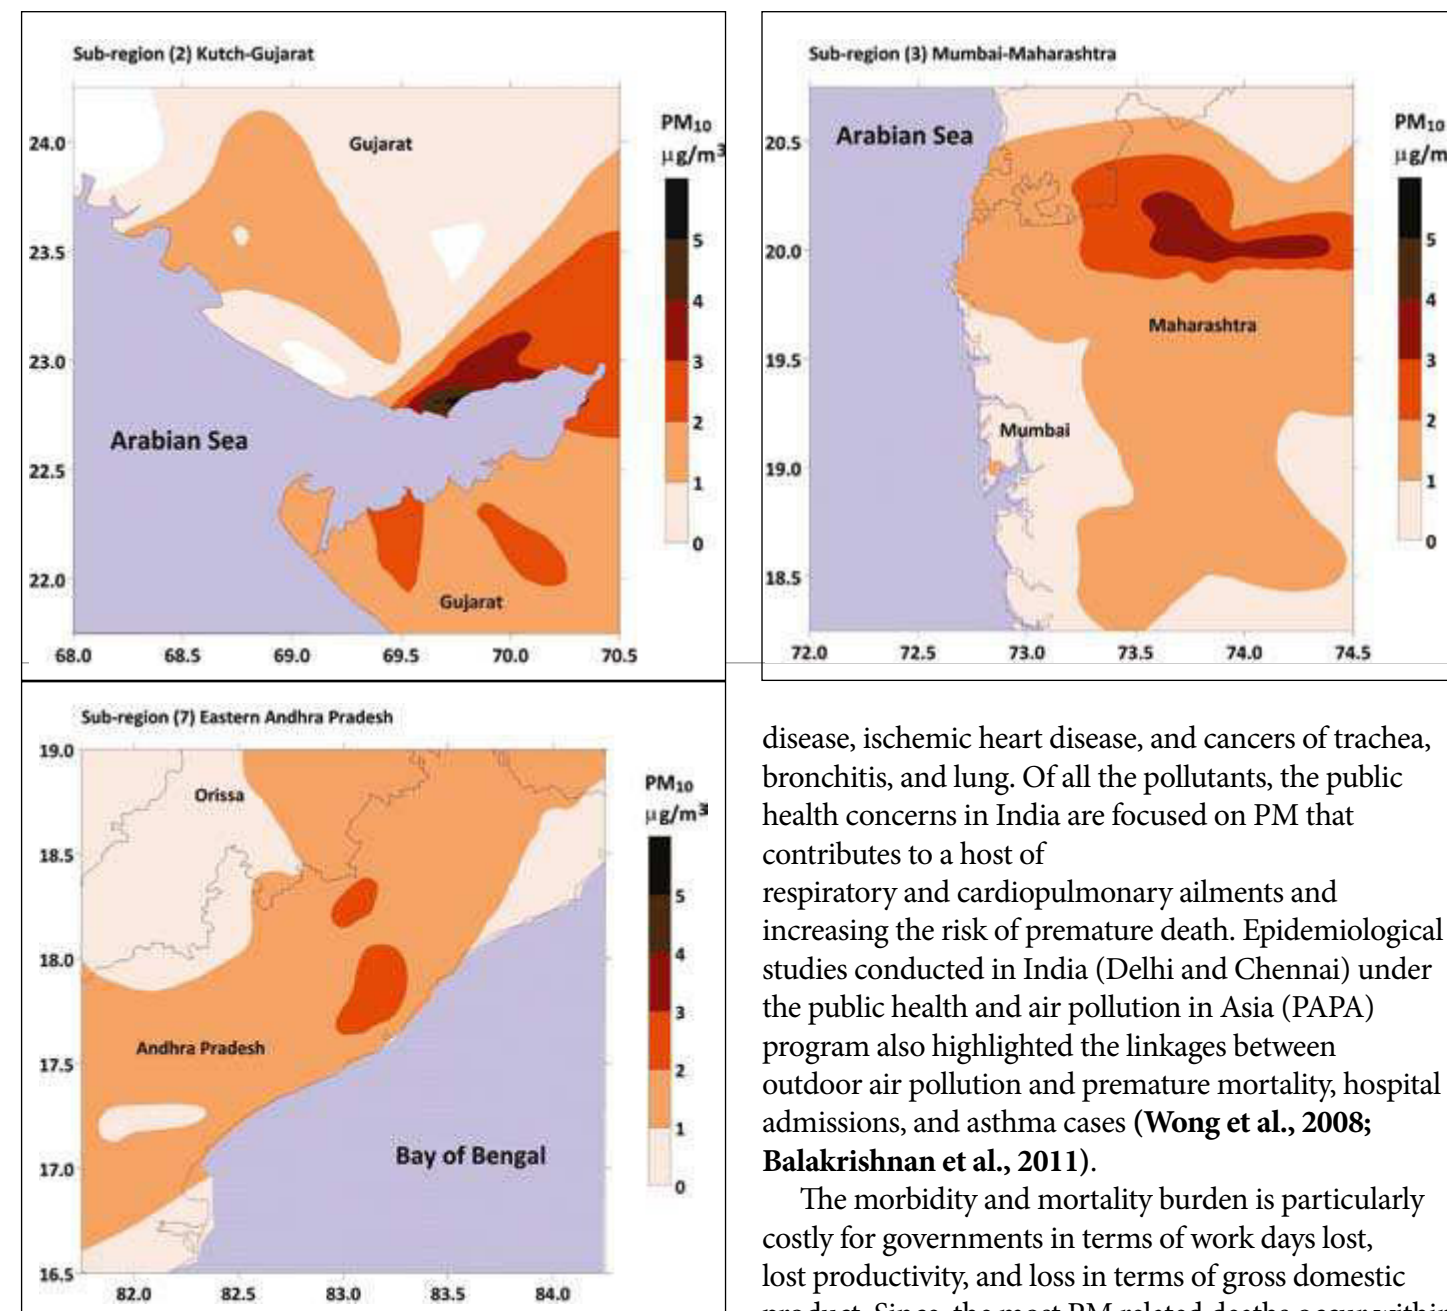 Sub-region (2) Kutch-Gujarat
PM10
µg/m3
24.0
23.5
23.0
22.5
22.0
68.0 68.5 69.0 69.5 70.0 70.5
Gujarat
Arabian Sea
Gujarat
5
4
3
2
1
0
Sub-region (3) Mumbai-Maharashtra
PM10
µg/m
20.5
20.0
19.5
19.0
18.5
72.0 72.5 73.0 73.5 74.0 74.5
Arabian Sea
Maharashtra
Mumbai
5
4
3
2
1
0
Sub-region (7) Eastern Andhra Pradesh
PM10
µg/m3
19.0
18.5
18.0
17.5
17.0
16.5
82.0 82.5 83.0 83.5 84.0
Orissa
Andhra Pradesh
Bay of Bengal
5
4
3
2
1
0
disease, ischemic heart disease, and cancers of trachea,
bronchitis, and lung. Of all the pollutants, the public
health concerns in India are focused on PM that
contributes to a host of
respiratory and cardiopulmonary ailments and
increasing the risk of premature death. Epidemiological
studies conducted in India (Delhi and Chennai) under
the public health and air pollution in Asia (PAPA)
program also highlighted the linkages between
outdoor air pollution and premature mortality, hospital
admissions, and asthma cases (Wong et al., 2008;
Balakrishnan et al., 2011).
The morbidity and mortality burden is particularly
costly for governments in terms of work days lost,
lost productivity, and loss in terms of gross domestic
product. Since, the most PM related deaths occur within